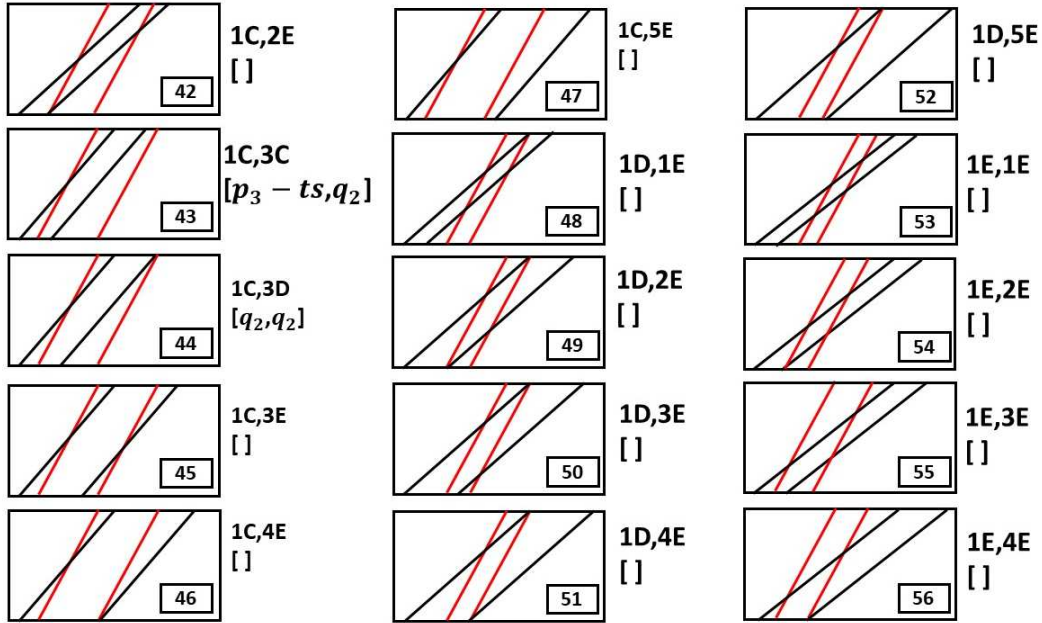 1C,2E
[ ]
42
1C,3C
[p₃ − ts,q₂]
43
1C,3D
[q₂,q₂]
44
1C,3E
[ ]
45
1C,4E
[ ]
46
1C,5E
[ ]
47
1D,1E
[ ]
48
1D,2E
[ ]
49
1D,3E
[ ]
50
1D,4E
[ ]
51
1D,5E
[ ]
52
1E,1E
[ ]
53
1E,2E
[ ]
54
1E,3E
[ ]
55
1E,4E
[ ]
56